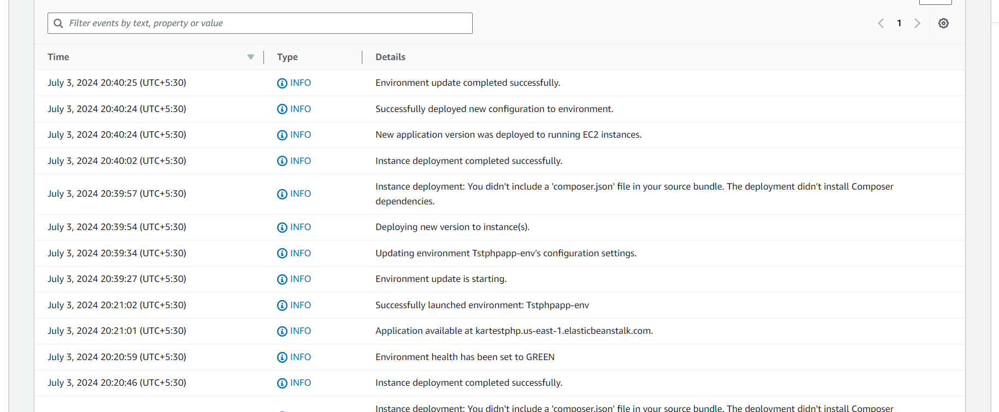 Filter events by text, property or value
1
Time Type Details
July 3, 2024 20:40:25 (UTC+5:30) INFO Environment update completed successfully.
July 3, 2024 20:40:24 (UTC+5:30) INFO Successfully deployed new configuration to environment.
July 3, 2024 20:40:24 (UTC+5:30) INFO New application version was deployed to running EC2 instances.
July 3, 2024 20:40:02 (UTC+5:30) INFO Instance deployment completed successfully.
July 3, 2024 20:39:57 (UTC+5:30) INFO Instance deployment: You didn't include a 'composer.json' file in your source bundle. The deployment didn't install Composer
dependencies.
July 3, 2024 20:39:54 (UTC+5:30) INFO Deploying new version to instance(s).
July 3, 2024 20:39:34 (UTC+5:30) INFO Updating environment Tstphpapp-env's configuration settings.
July 3, 2024 20:39:27 (UTC+5:30) INFO Environment update is starting.
July 3, 2024 20:21:02 (UTC+5:30) INFO Successfully launched environment: Tstphpapp-env
July 3, 2024 20:21:01 (UTC+5:30) INFO Application available at kartestphp.us-east-1.elasticbeanstalk.com.
July 3, 2024 20:20:59 (UTC+5:30) INFO Environment health has been set to GREEN
July 3, 2024 20:20:46 (UTC+5:30) INFO Instance deployment completed successfully.
Instance deployment: You didn't include a 'composer.json' file in your source bundle. The deployment didn't install Composer